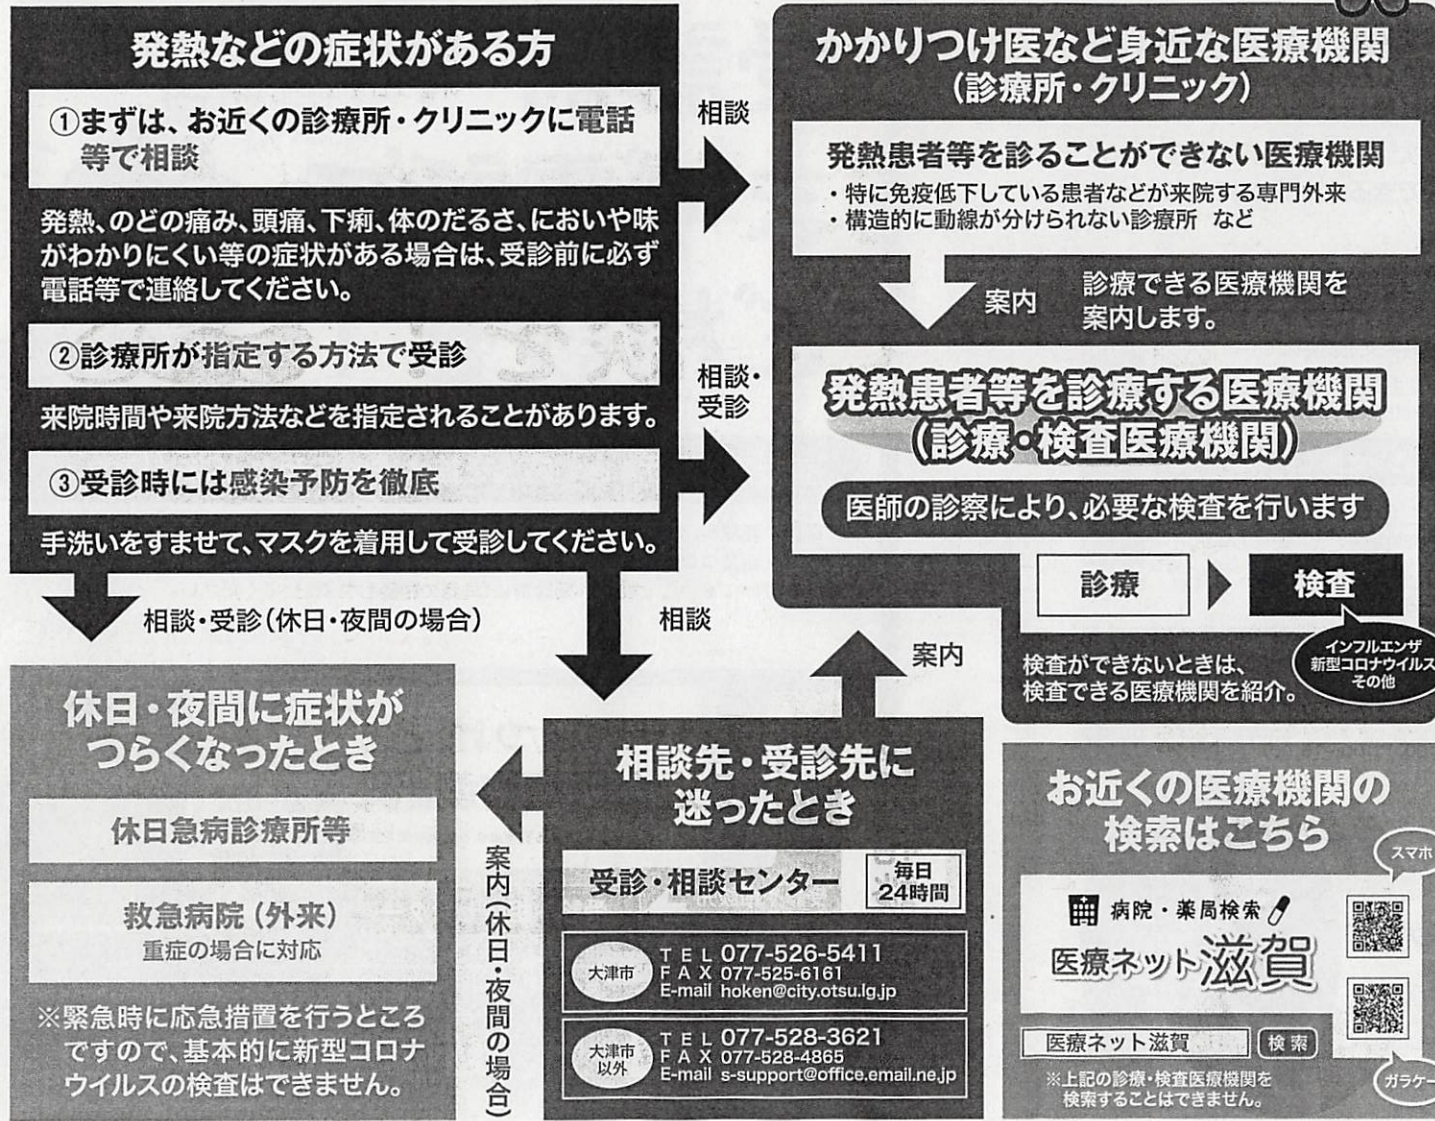 発熱などの症状がある方
①まずは、お近くの診療所・クリニックに電話
等で相談
発熱、のどの痛み、頭痛、下痢、体のだるさ、においや味
がわかりにくい等の症状がある場合は、受診前に必ず
電話等で連絡してください。
②診療所が指定する方法で受診
来院時間や来院方法などを指定されることがあります。
③受診時には感染予防を徹底
手洗いをすませて、マスクを着用して受診してください。
相談
相談・
受診
かかりつけ医など身近な医療機関
(診療所・クリニック)
発熱患者等を診ることができない医療機関
・特に免疫低下している患者などが来院する専門外来
・構造的に動線が分けられない診療所 など
案内
診療できる医療機関を
案内します。
発熱患者等を診療する医療機関
(診療・検査医療機関)
医師の診察により、必要な検査を行います
診療
検査
インフルエンザ
新型コロナウイルス
その他
検査ができないときは、
検査できる医療機関を紹介。
相談・受診(休日・夜間の場合)
相談
案内
休日・夜間に症状が
つらくなったとき
休日急病診療所等
救急病院(外来)
重症の場合に対応
※緊急時に応急措置を行うところ
ですので、基本的に新型コロナ
ウイルスの検査はできません。
案内(休日・夜間の場合)
相談先・受診先に
迷ったとき
受診・相談センター
毎日
24時間
大津市
TEL 077-526-5411
FAX 077-525-6161
E-mail hoken@city.otsu.lg.jp
大津市
以外
TEL 077-528-3621
FAX 077-528-4865
E-mail s-support@office.email.ne.jp
お近くの医療機関の
検索はこちら
スマホ
病院・薬局検索
医療ネット滋賀
医療ネット滋賀
検索
ガラケー
※上記の診療・検査医療機関を
検索することはできません。